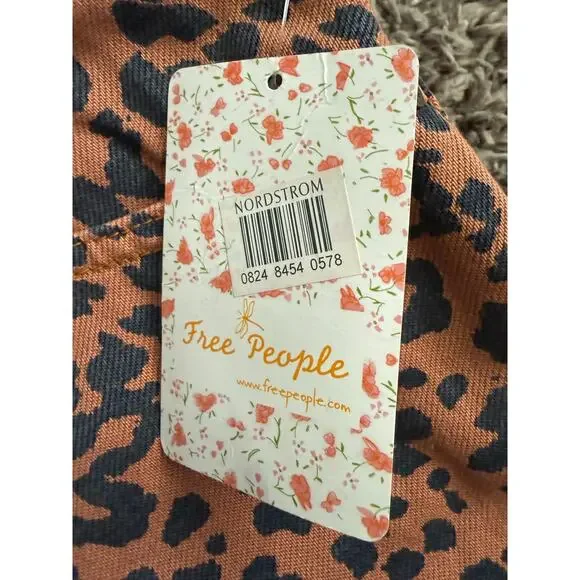 NORDSTROM
0824 8454 0578
Free People
www.freepeople.com